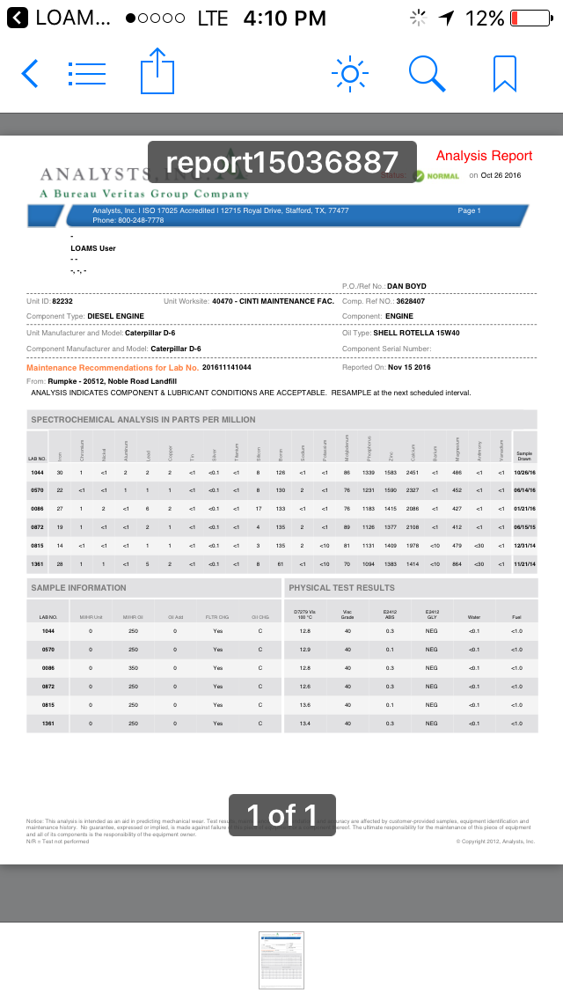 LOAM... LTE 4:10 PM 12%
report15036887
Analysis Report
ANALYSTS, INC.
Status: NORMAL on Oct 26 2016
A Bureau Veritas Group Company
Analysts, Inc. I ISO 17025 Accredited I 12715 Royal Drive, Stafford, TX, 77477 Page 1
Phone: 800-248-7778
-
LOAMS User
- -
-, -, -
P.O./Ref No.: DAN BOYD
Unit ID: 82232 Unit Worksite: 40470 - CINTI MAINTENANCE FAC. Comp. Ref NO.: 3628407
Component Type: DIESEL ENGINE Component: ENGINE
Unit Manufacturer and Model: Caterpillar D-6 Oil Type: SHELL ROTELLA 15W40
Component Manufacturer and Model: Caterpillar D-6 Component Serial Number:
Maintenance Recommendations for Lab No. 201611141044 Reported On: Nov 15 2016
From: Rumpke - 20512, Noble Road Landfill
ANALYSIS INDICATES COMPONENT & LUBRICANT CONDITIONS ARE ACCEPTABLE. RESAMPLE at the next scheduled interval.
SPECTROCHEMICAL ANALYSIS IN PARTS PER MILLION
LAB NO. Iron Chromium Nickel Aluminum Lead Copper Tin Silver Titanium Silicon Boron Sodium Potassium Molybdenum Phosphorus Zinc Calcium Barium Magnesium Antimony Vanadium Sample Drawn
1044 30 1 <1 2 2 2 <1 <0.1 <1 8 126 <1 <1 86 1339 1583 2451 <1 486 <1 <1 10/26/16
0570 22 <1 <1 1 1 1 <1 <0.1 <1 8 130 2 <1 76 1231 1590 2327 <1 452 <1 <1 06/14/16
0086 27 1 2 <1 6 2 <1 <0.1 <1 17 133 <1 <1 76 1183 1415 2086 <1 427 <1 <1 01/21/16
0872 19 1 <1 <1 2 1 <1 <0.1 <1 4 135 2 <1 89 1126 1377 2108 <1 412 <1 <1 06/15/15
0815 14 <1 <1 <1 1 1 <1 <0.1 <1 3 135 2 <10 81 1131 1409 1978 <10 479 <30 <1 12/31/14
1361 28 1 1 <1 5 2 <1 <0.1 <1 8 61 <1 <10 70 1094 1383 1414 <10 864 <30 <1 11/21/14
SAMPLE INFORMATION PHYSICAL TEST RESULTS
LAB NO. MI/HR Unit MI/HR Oil Oil Add FLTR CHG OIL CHG D7279 Vis 100 °C Visc Grade E2412 ABS E2412 GLY Water Fuel
1044 0 250 0 Yes C 12.8 40 0.3 NEG <0.1 <1.0
0570 0 250 0 Yes C 12.9 40 0.1 NEG <0.1 <1.0
0086 0 350 0 Yes C 12.8 40 0.3 NEG <0.1 <1.0
0872 0 250 0 Yes C 12.6 40 0.3 NEG <0.1 <1.0
0815 0 250 0 Yes C 13.6 40 0.1 NEG <0.1 <1.0
1361 0 250 0 Yes C 13.4 40 0.3 NEG <0.1 <1.0
1 of 1
Notice: This analysis is intended as an aid in predicting mechanical wear. Test accuracy are affected by customer-provided samples, equipment identification and
maintenance history. No guarantee, expressed or implied, is made against failure thereof. The ultimate responsibility for the maintenance of this piece of equipment
and all of its components is the responsibility of the equipment owner.
N/R = Test not performed © Copyright 2012, Analysts, Inc.